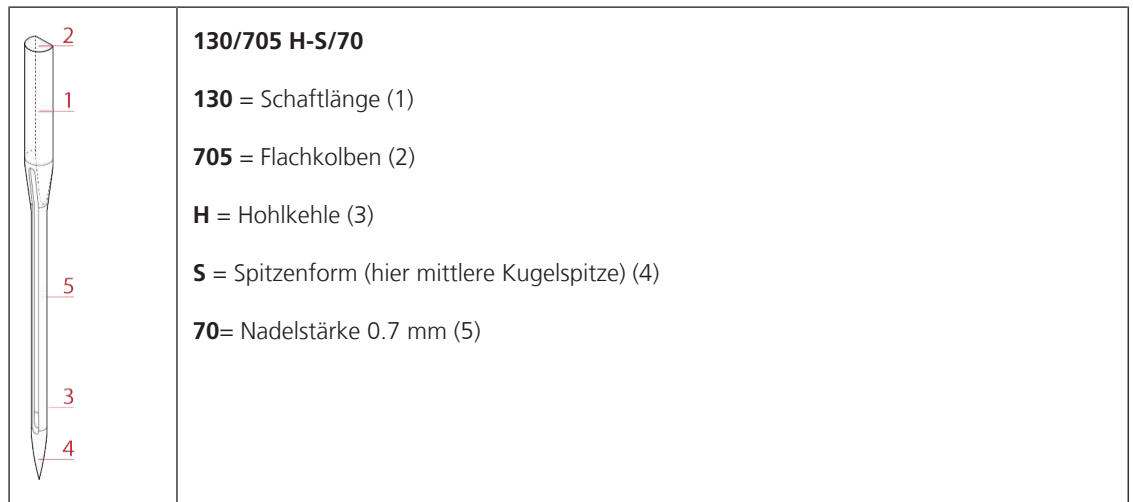 2
1
5
3
4
130/705 H-S/70
130 = Schaftlänge (1)
705 = Flachkolben (2)
H = Hohlkehle (3)
S = Spitzenform (hier mittlere Kugelspitze) (4)
70= Nadelstärke 0.7 mm (5)